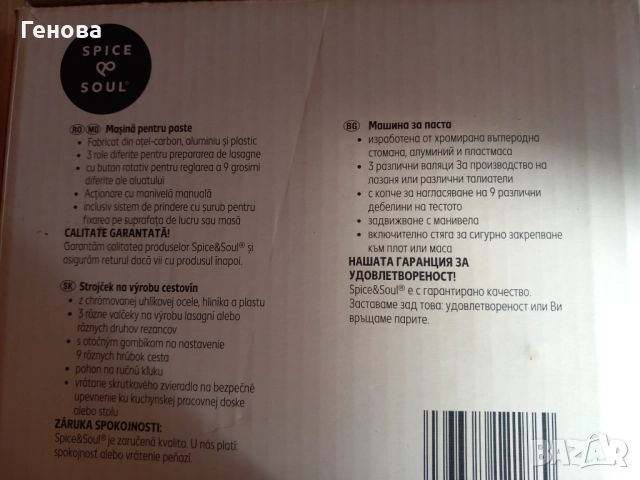 Генова
SPICE
&
SOUL
RO MD Mașină pentru paste
• Fabricat din oțel-carbon, aluminiu și plastic
• 3 role diferite pentru prepararea de lasagne
• cu buton rotativ pentru reglarea a 9 grosimi
diferite ale aluatului
• Acționare cu manivelă manuală
• inclusiv sistem de prindere cu șurub pentru
fixarea pe suprafața de lucru sau masă
CALITATE GARANTATĂ!
Garantăm calitatea produselor Spice&Soul® și
asigurăm returul dacă vii cu produsul înapoi.
SK Strojček na výrobu cestovín
• z chrómovanej uhlíkovej ocele, hliníka a plastu
• 3 rôzne valčeky na výrobu lasagní alebo
rôznych druhov rezancov
• s otočným gombíkom na nastavenie
9 rôznych hrúbok cesta
• pohon na ručnú kľuku
• vrátane skrutkového zvieradla na bezpečné
upevnenie ku kuchynskej pracovnej doske
alebo stolu
ZÁRUKA SPOKOJNOSTI:
Spice&Soul® je zaručená kvalita. U nás platí:
spokojnosť alebo vrátenie peňazí.
BG Машина за паста
• изработена от хромирана въглеродна
стомана, алуминий и пластмаса
• 3 различни валяци За производство на
лазаня или различни талиатели
• с копче за нагласяване на 9 различни
дебелини на тестото
• задвижване с манивела
• включително стяга за сигурно закрепване
към плот или маса
НАШАТА ГАРАНЦИЯ ЗА
УДОВЛЕТВОРЕНОСТ!
Spice&Soul® е с гарантирано качество.
Заставаме зад това: удовлетвореност или Ви
връщаме парите.
BAZAR